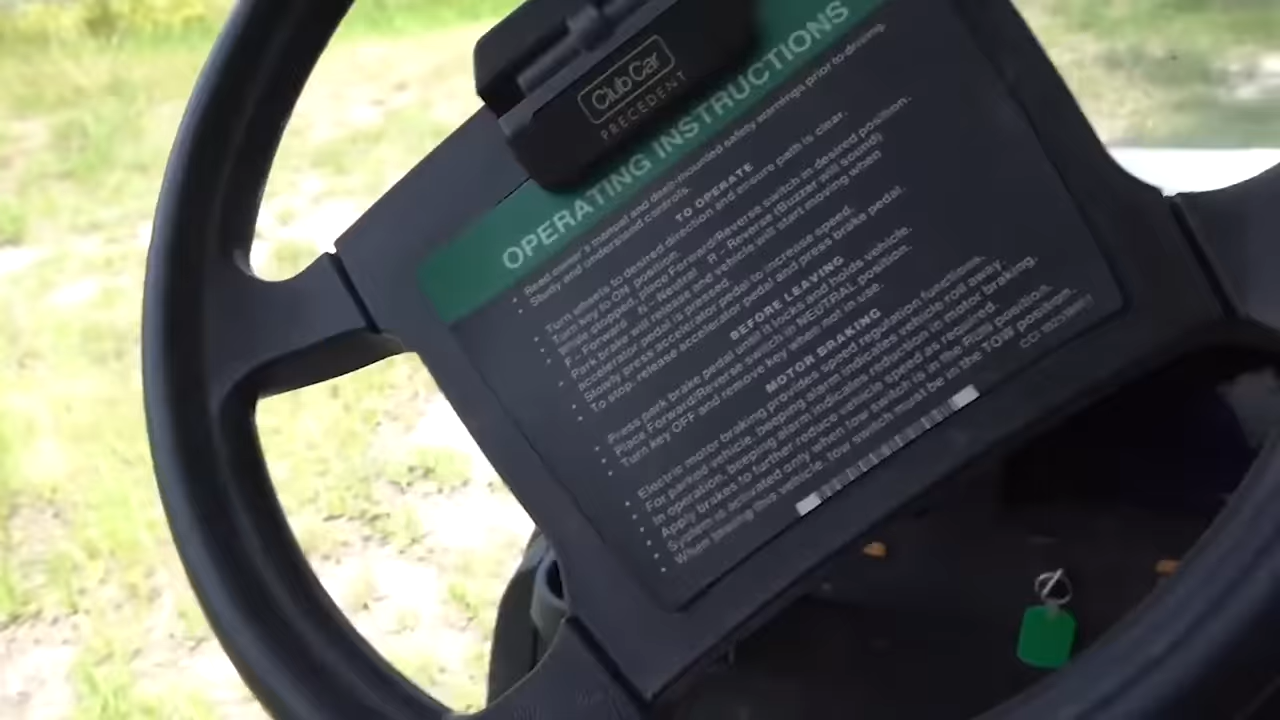 Club Car
PRECEDENT
OPERATING INSTRUCTIONS
• Read owner's manual and dash-mounted safety warnings prior to driving.
Study and understand controls.
TO OPERATE
• Turn wheels to desired direction and ensure path is clear.
• Turn key to ON position.
• While stopped, place Forward/Reverse switch in desired position:
F - Forward N - Neutral R - Reverse (Buzzer will sound)
• Park brake will release and vehicle will start moving when
accelerator pedal is pressed.
• Slowly press accelerator pedal to increase speed.
• To stop, release accelerator pedal and press brake pedal.
BEFORE LEAVING
• Press park brake pedal until it locks and holds vehicle.
• Place Forward/Reverse switch in NEUTRAL position.
• Turn key OFF and remove key when not in use.
MOTOR BRAKING
• Electric motor braking provides speed regulation functions.
• For parked vehicle, beeping alarm indicates vehicle roll away.
• In operation, beeping alarm indicates reduction in motor braking.
Apply brakes to further reduce vehicle speed as required.
• System is activated only when tow switch is in the Run position.
• When towing this vehicle, tow switch must be in the TOW position.